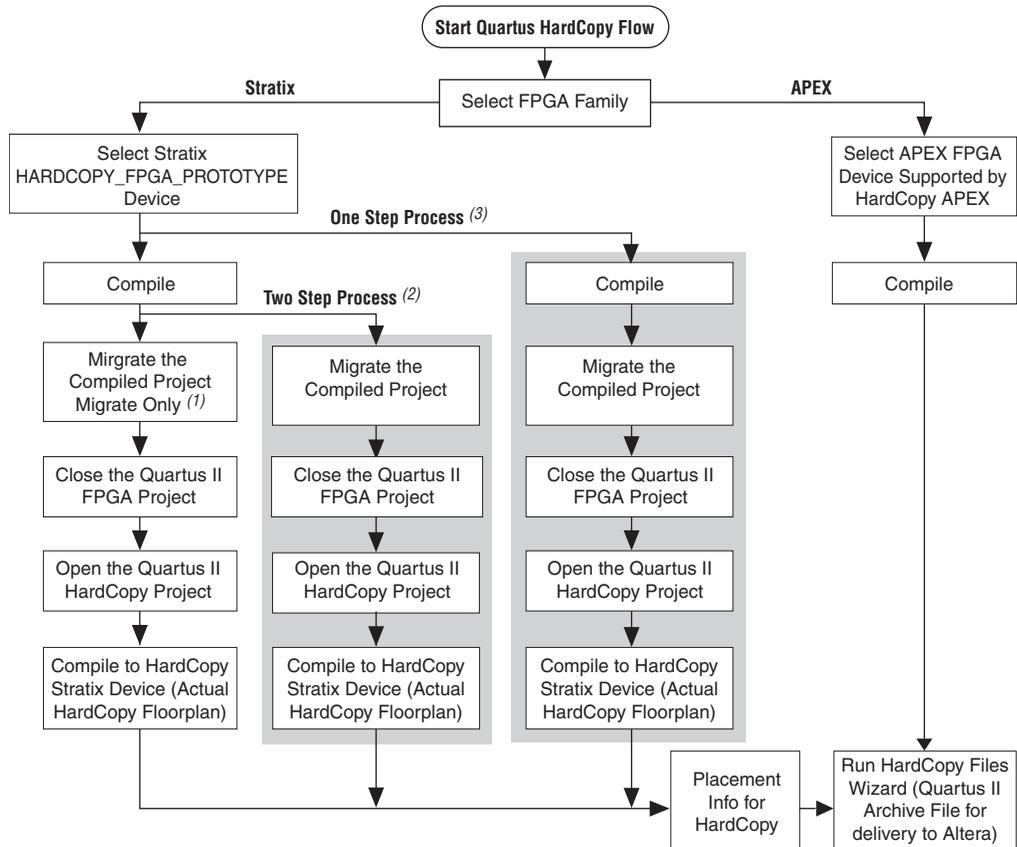 Start Quartus HardCopy Flow
Stratix
Select FPGA Family
APEX
Select Stratix
HARDCOPY_FPGA_PROTOTYPE
Device
Select APEX FPGA
Device Supported by
HardCopy APEX
One Step Process (3)
Compile
Compile
Compile
Two Step Process (2)
Mirgrate the
Compiled Project
Migrate Only (1)
Migrate the
Compiled Project
Migrate the
Compiled Project
Close the Quartus II
FPGA Project
Close the Quartus II
FPGA Project
Close the Quartus II
FPGA Project
Open the Quartus II
HardCopy Project
Open the Quartus II
HardCopy Project
Open the Quartus II
HardCopy Project
Compile to HardCopy
Stratix Device (Actual
HardCopy Floorplan)
Compile to HardCopy
Stratix Device (Actual
HardCopy Floorplan)
Compile to HardCopy
Stratix Device (Actual
HardCopy Floorplan)
Placement
Info for
HardCopy
Run HardCopy Files
Wizard (Quartus II
Archive File for
delivery to Altera)